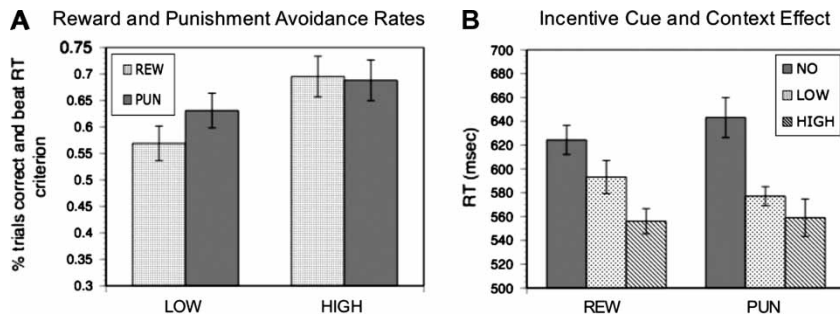 A Reward and Punishment Avoidance Rates
% trials correct and beat RT
criterion
0.75
0.7
0.65
0.6
0.55
0.5
0.45
0.4
0.35
0.3
REW
PUN
LOW HIGH
B Incentive Cue and Context Effect
RT (msec)
700
680
660
640
620
600
580
560
540
520
500
NO
LOW
HIGH
REW PUN